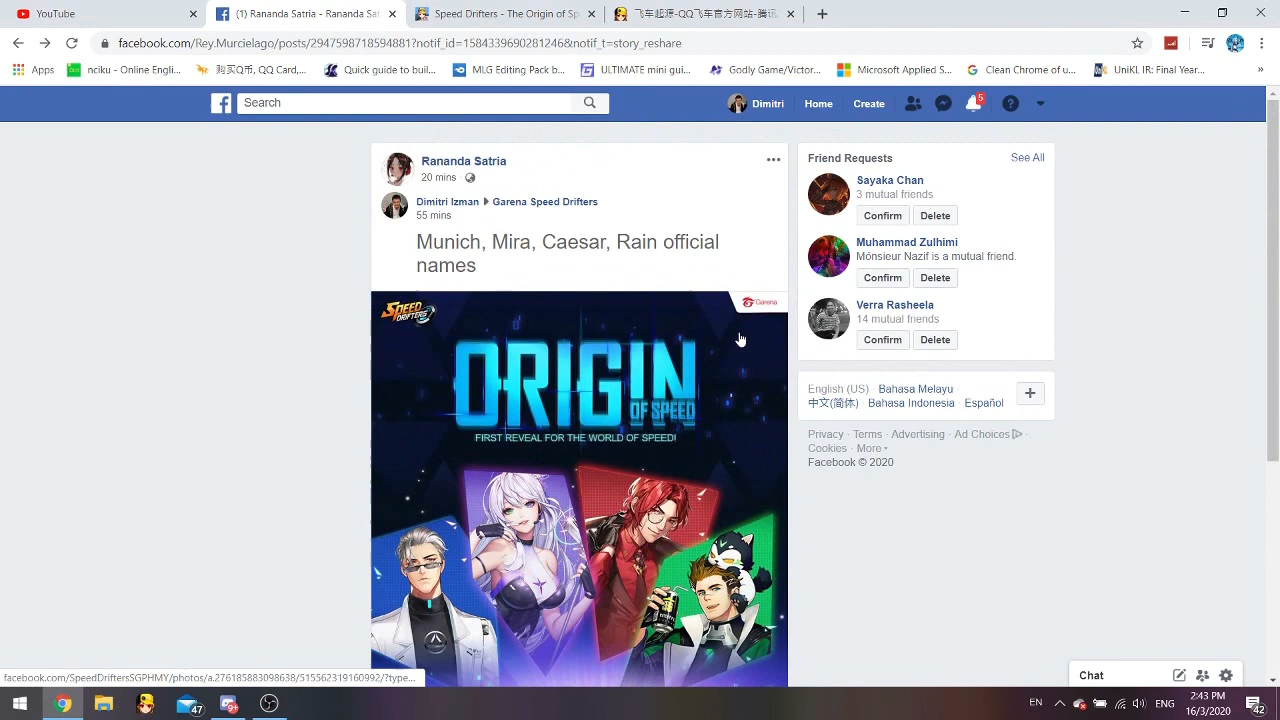 YouTube
(1) Rananda Satria - Rananda Sat
Speed Drifters - The Origin of Sp
飞车起源-QQ飞车官方网站-腾讯
facebook.com/Rey.Murcielago/posts/2947598718594881?notif_id=1584339900281246&notif_t=story_reshare
Apps
nciku - Online Engli...
购买Q币, QQ Card,...
Quick guide to buil...
MLG Editing Pack b...
ULTIMATE mini gui...
Godly Game/Victor...
Microsoft Applied S...
Clean Chrome of u...
UniKL IR: Final Year...
»
Search
Dimitri
Home
Create
5
Rananda Satria
20 mins ·
Dimitri Izman ▶ Garena Speed Drifters
55 mins
Munich, Mira, Caesar, Rain official
names
SPEED
DRIFTERS
Garena
ORIGIN
OF SPEED
FIRST REVEAL FOR THE WORLD OF SPEED!
Friend Requests
See All
Sayaka Chan
3 mutual friends
Confirm
Delete
Muhammad Zulhimi
Mónsieur Nazif is a mutual friend.
Confirm
Delete
Verra Rasheela
14 mutual friends
Confirm
Delete
English (US) · Bahasa Melayu ·
中文(简体) · Bahasa Indonesia · Español
Privacy · Terms · Advertising · Ad Choices ·
Cookies · More
Facebook © 2020
Chat
facebook.com/SpeedDriftersSGPHMY/photos/a.276185883098638/515562319160992/?type...
47
EN
ENG
2:43 PM
16/3/2020
42